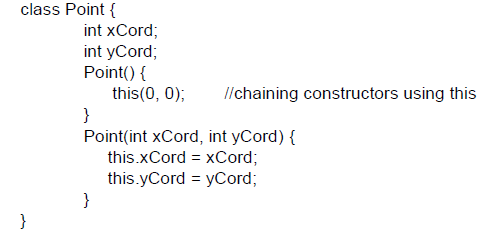 class Point {
int xCord;
int yCord;
Point() {
this(0, 0); //chaining constructors using this
}
Point(int xCord, int yCord) {
this.xCord = xCord;
this.yCord = yCord;
}
}